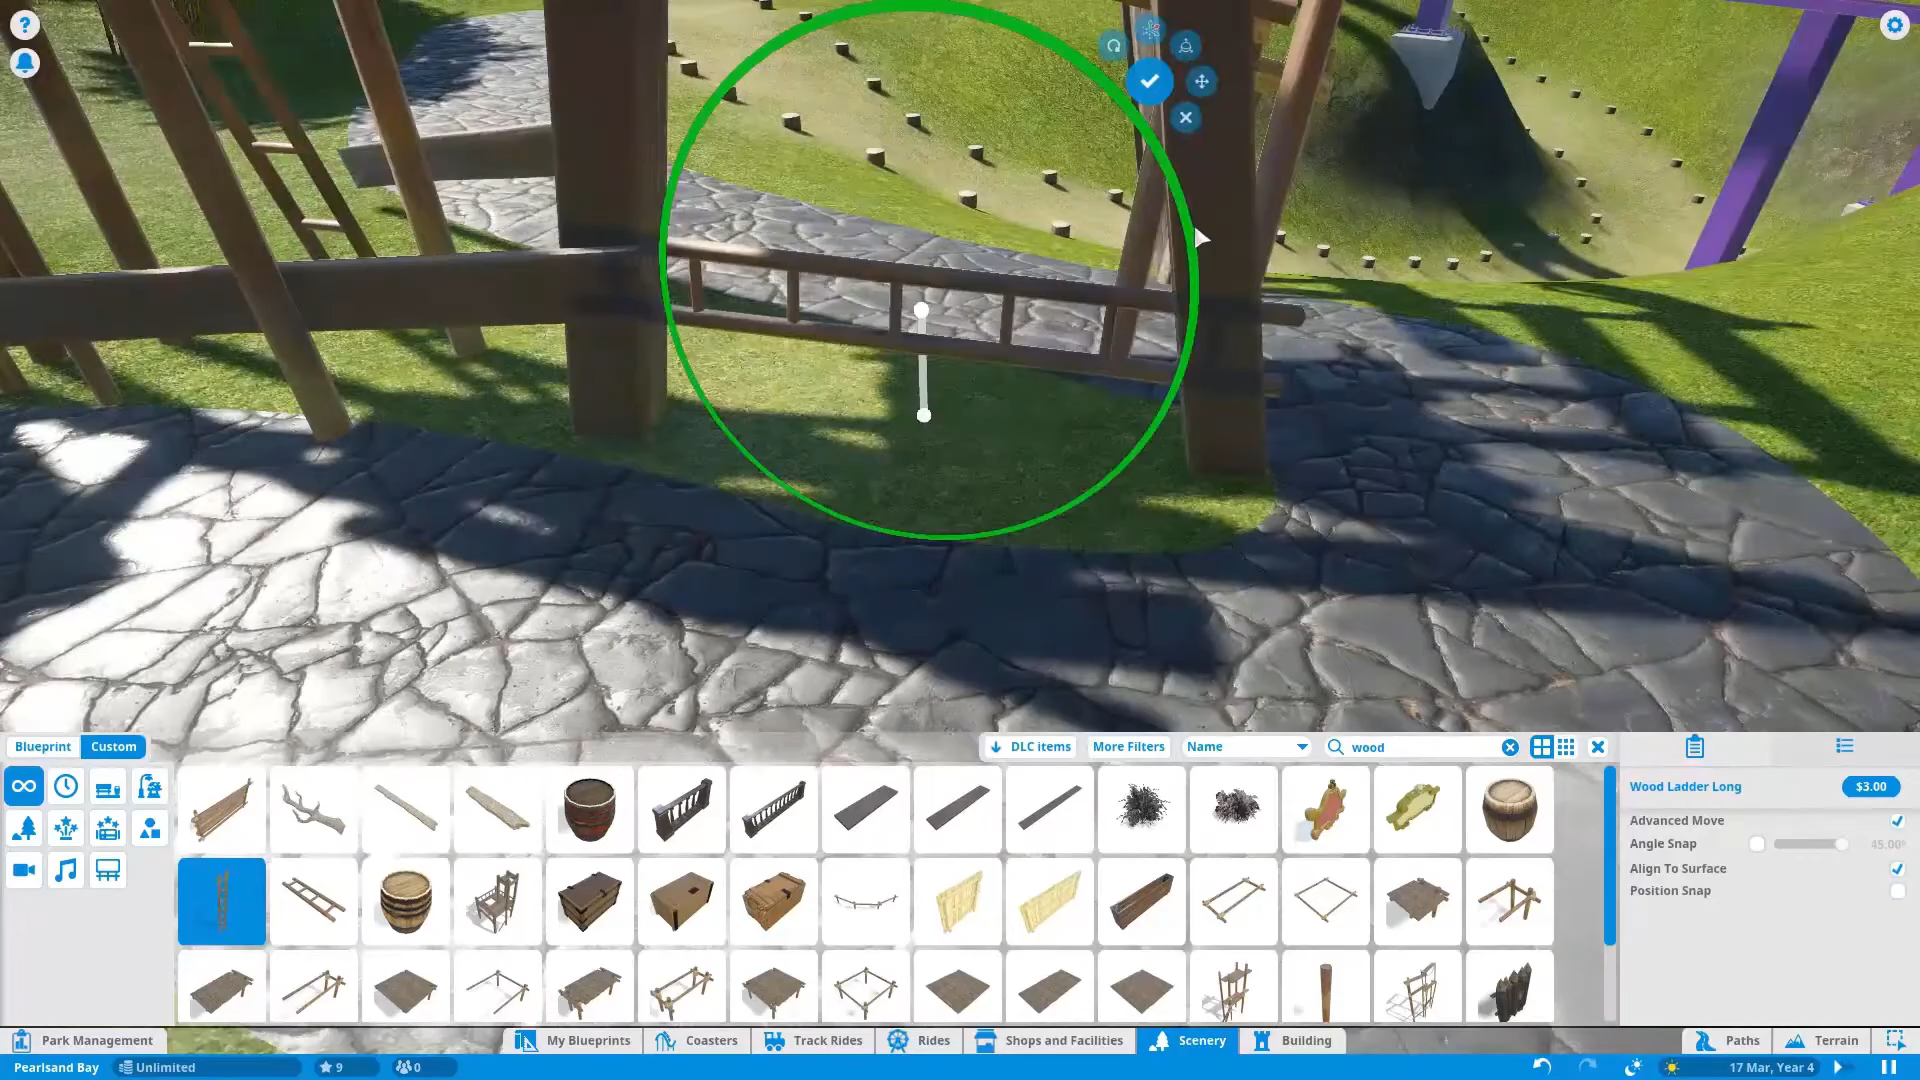 ?
Blueprint Custom DLC items More Filters Name wood
Wood Ladder Long $3.00
Advanced Move
Angle Snap 45.00°
Align To Surface
Position Snap
Park Management My Blueprints Coasters Track Rides Rides Shops and Facilities Scenery Building Paths Terrain
Pearlsand Bay Unlimited 9 0 17 Mar, Year 4